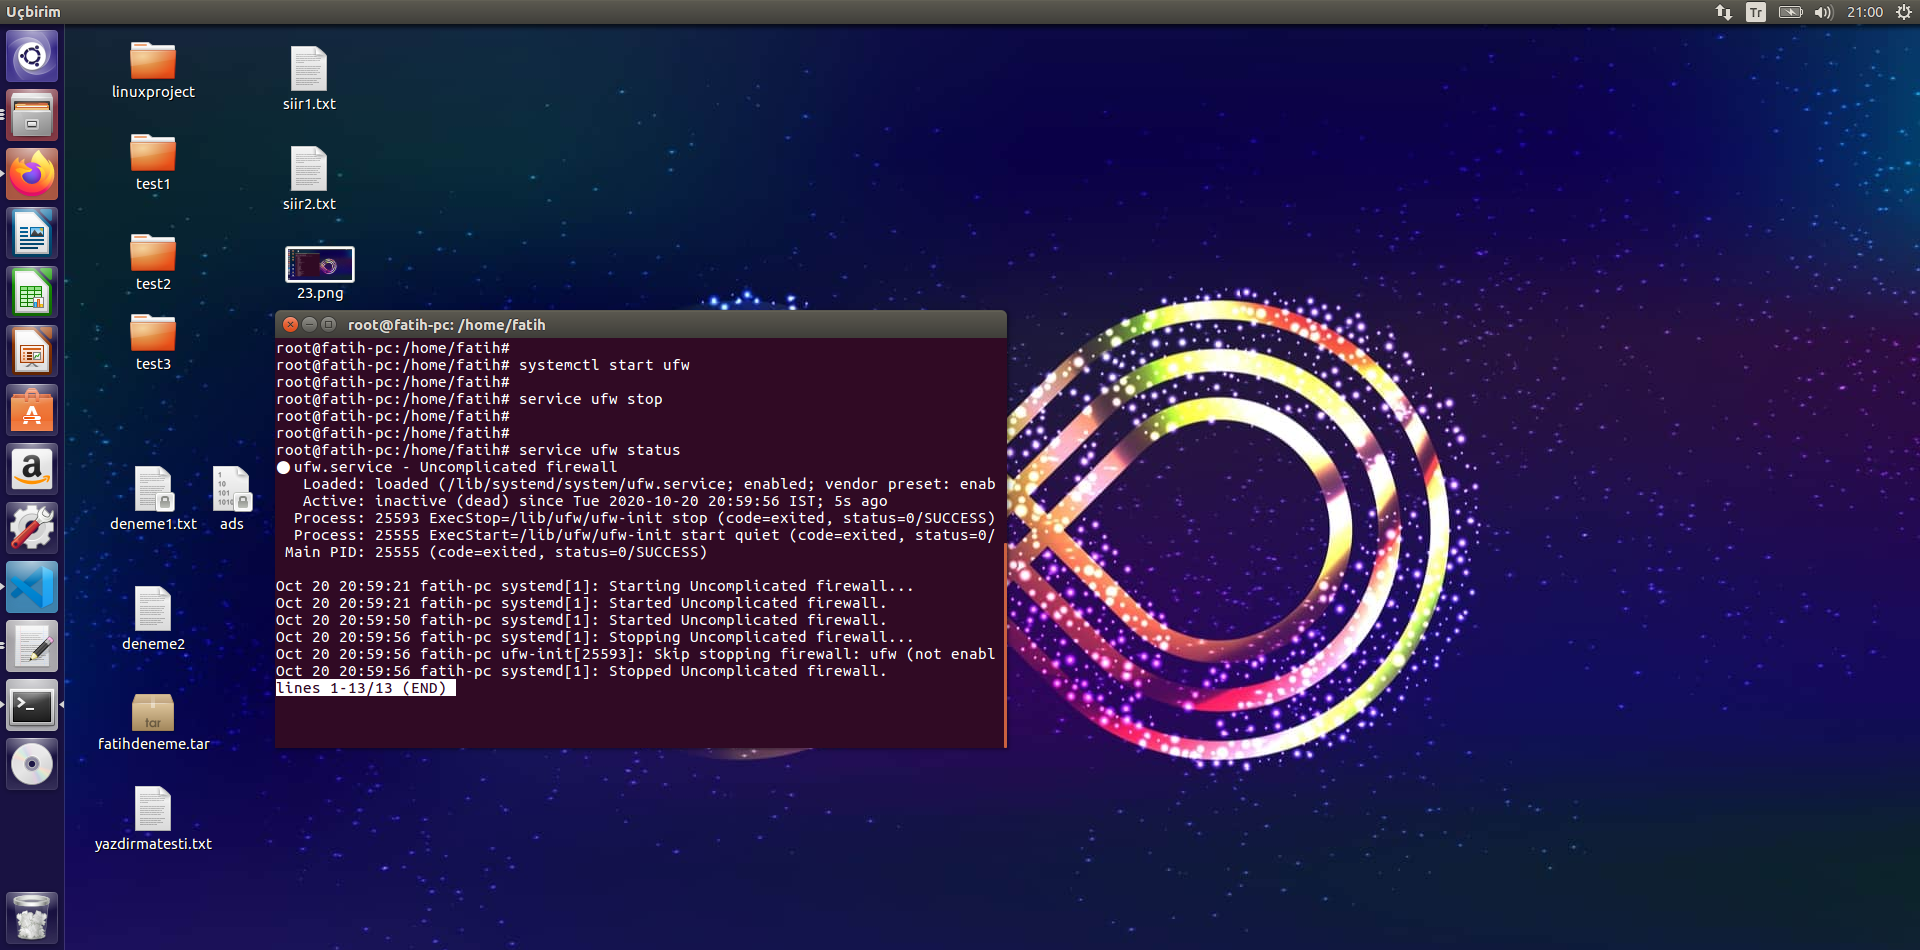 Uçbirim
Tr
21:00
linuxproject
siir1.txt
test1
siir2.txt
test2
23.png
test3
deneme1.txt
ads
deneme2
tar
fatihdeneme.tar
yazdirmatesti.txt
root@fatih-pc: /home/fatih
root@fatih-pc:/home/fatih#
root@fatih-pc:/home/fatih# systemctl start ufw
root@fatih-pc:/home/fatih#
root@fatih-pc:/home/fatih# service ufw stop
root@fatih-pc:/home/fatih#
root@fatih-pc:/home/fatih#
root@fatih-pc:/home/fatih# service ufw status
● ufw.service - Uncomplicated firewall
Loaded: loaded (/lib/systemd/system/ufw.service; enabled; vendor preset: enab
Active: inactive (dead) since Tue 2020-10-20 20:59:56 IST; 5s ago
Process: 25593 ExecStop=/lib/ufw/ufw-init stop (code=exited, status=0/SUCCESS)
Process: 25555 ExecStart=/lib/ufw/ufw-init start quiet (code=exited, status=0/
Main PID: 25555 (code=exited, status=0/SUCCESS)
Oct 20 20:59:21 fatih-pc systemd[1]: Starting Uncomplicated firewall...
Oct 20 20:59:21 fatih-pc systemd[1]: Started Uncomplicated firewall.
Oct 20 20:59:50 fatih-pc systemd[1]: Started Uncomplicated firewall.
Oct 20 20:59:56 fatih-pc systemd[1]: Stopping Uncomplicated firewall...
Oct 20 20:59:56 fatih-pc ufw-init[25593]: Skip stopping firewall: ufw (not enabl
Oct 20 20:59:56 fatih-pc systemd[1]: Stopped Uncomplicated firewall.
lines 1-13/13 (END)